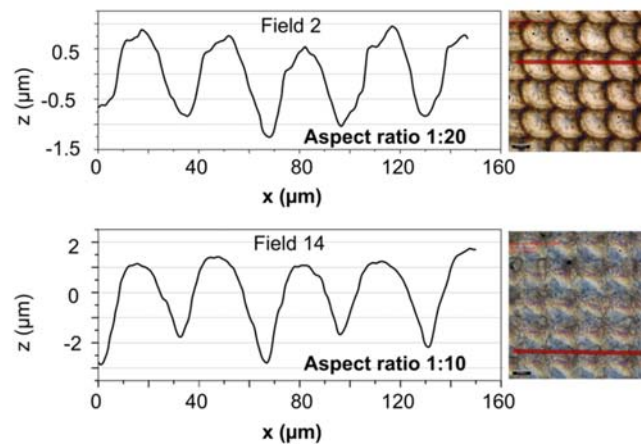 Field 2
0.5
-0.5
-1.5
z (µm)
Aspect ratio 1:20
0 40 80 120 160
x (µm)
Field 14
2
0
-2
z (µm)
Aspect ratio 1:10
0 40 80 120 160
x (µm)